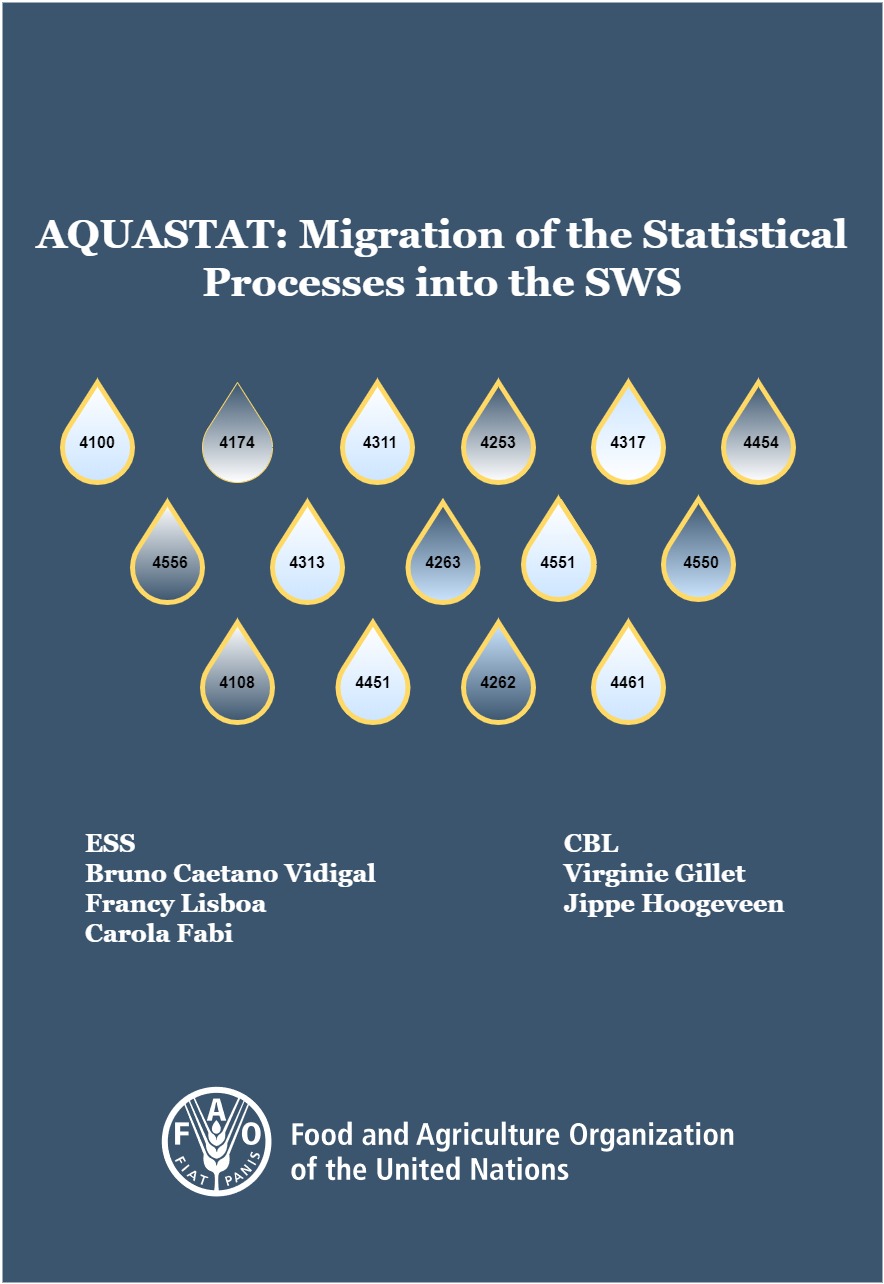 AQUASTAT: Migration of the Statistical
Processes into the SWS
4100 4174 4311 4253 4317 4454
4556 4313 4263 4551 4550
4108 4451 4262 4461
ESS
Bruno Caetano Vidigal
Francy Lisboa
Carola Fabi
CBL
Virginie Gillet
Jippe Hoogeveen
F A O
FIAT PANIS
Food and Agriculture Organization
of the United Nations